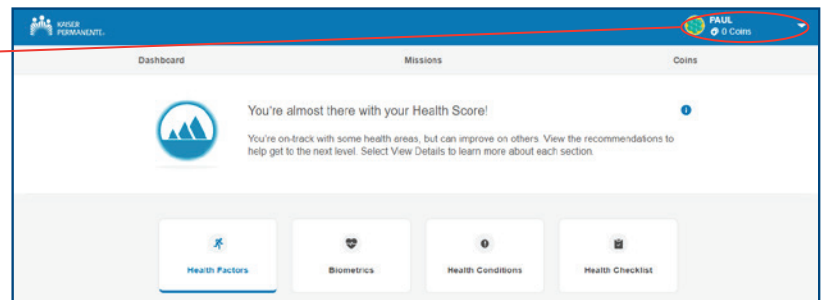 KAISER
PERMANENTE.
PAUL
0 Coins
Dashboard Missions Coins
You're almost there with your Health Score!
You're on-track with some health areas, but can improve on others. View the recommendations to
help get to the next level. Select View Details to learn more about each section.
Health Factors Biometrics Health Conditions Health Checklist